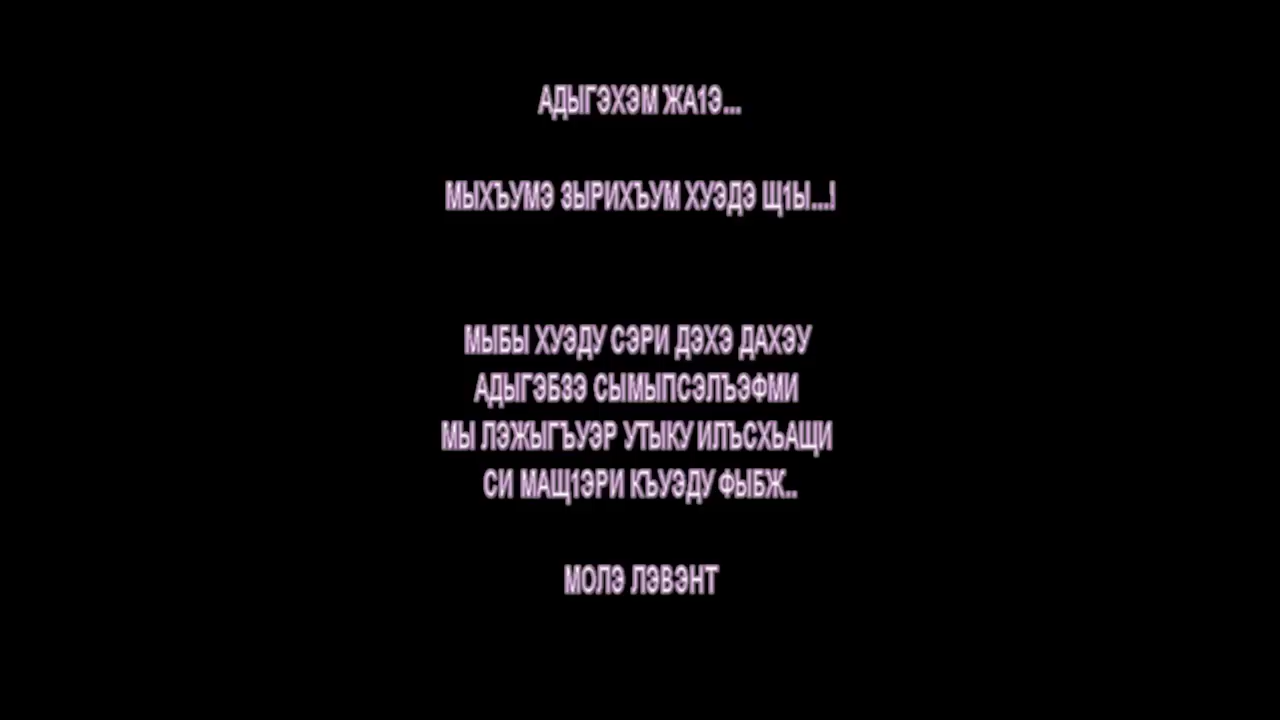 АДЫГЭХЭМ ЖА1Э...
МЫХЪУМЭ ЗЫРИХЪУМ ХУЭДЭ Щ1Ы...!
МЫБЫ ХУЭДУ СЭРИ ДЭХЭ ДАХЭУ
АДЫГЭБЗЭ СЫМЫПСЭЛЪЭФМИ
МЫ ЛЭЖЫГЪУЭР УТЫКУ ИЛЪСХЬАЩИ
СИ МАЩ1ЭРИ КЪУЭДУ ФЫБЖ..
МОЛЭ ЛЭВЭНТ